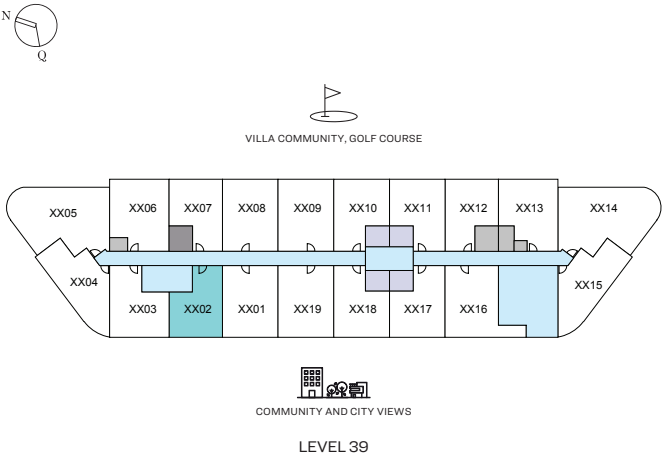 N
Q
VILLA COMMUNITY, GOLF COURSE
XX05 XX06 XX07 XX08 XX09 XX10 XX11 XX12 XX13 XX14
XX04 XX03 XX02 XX01 XX19 XX18 XX17 XX16 XX15
COMMUNITY AND CITY VIEWS
LEVEL 39